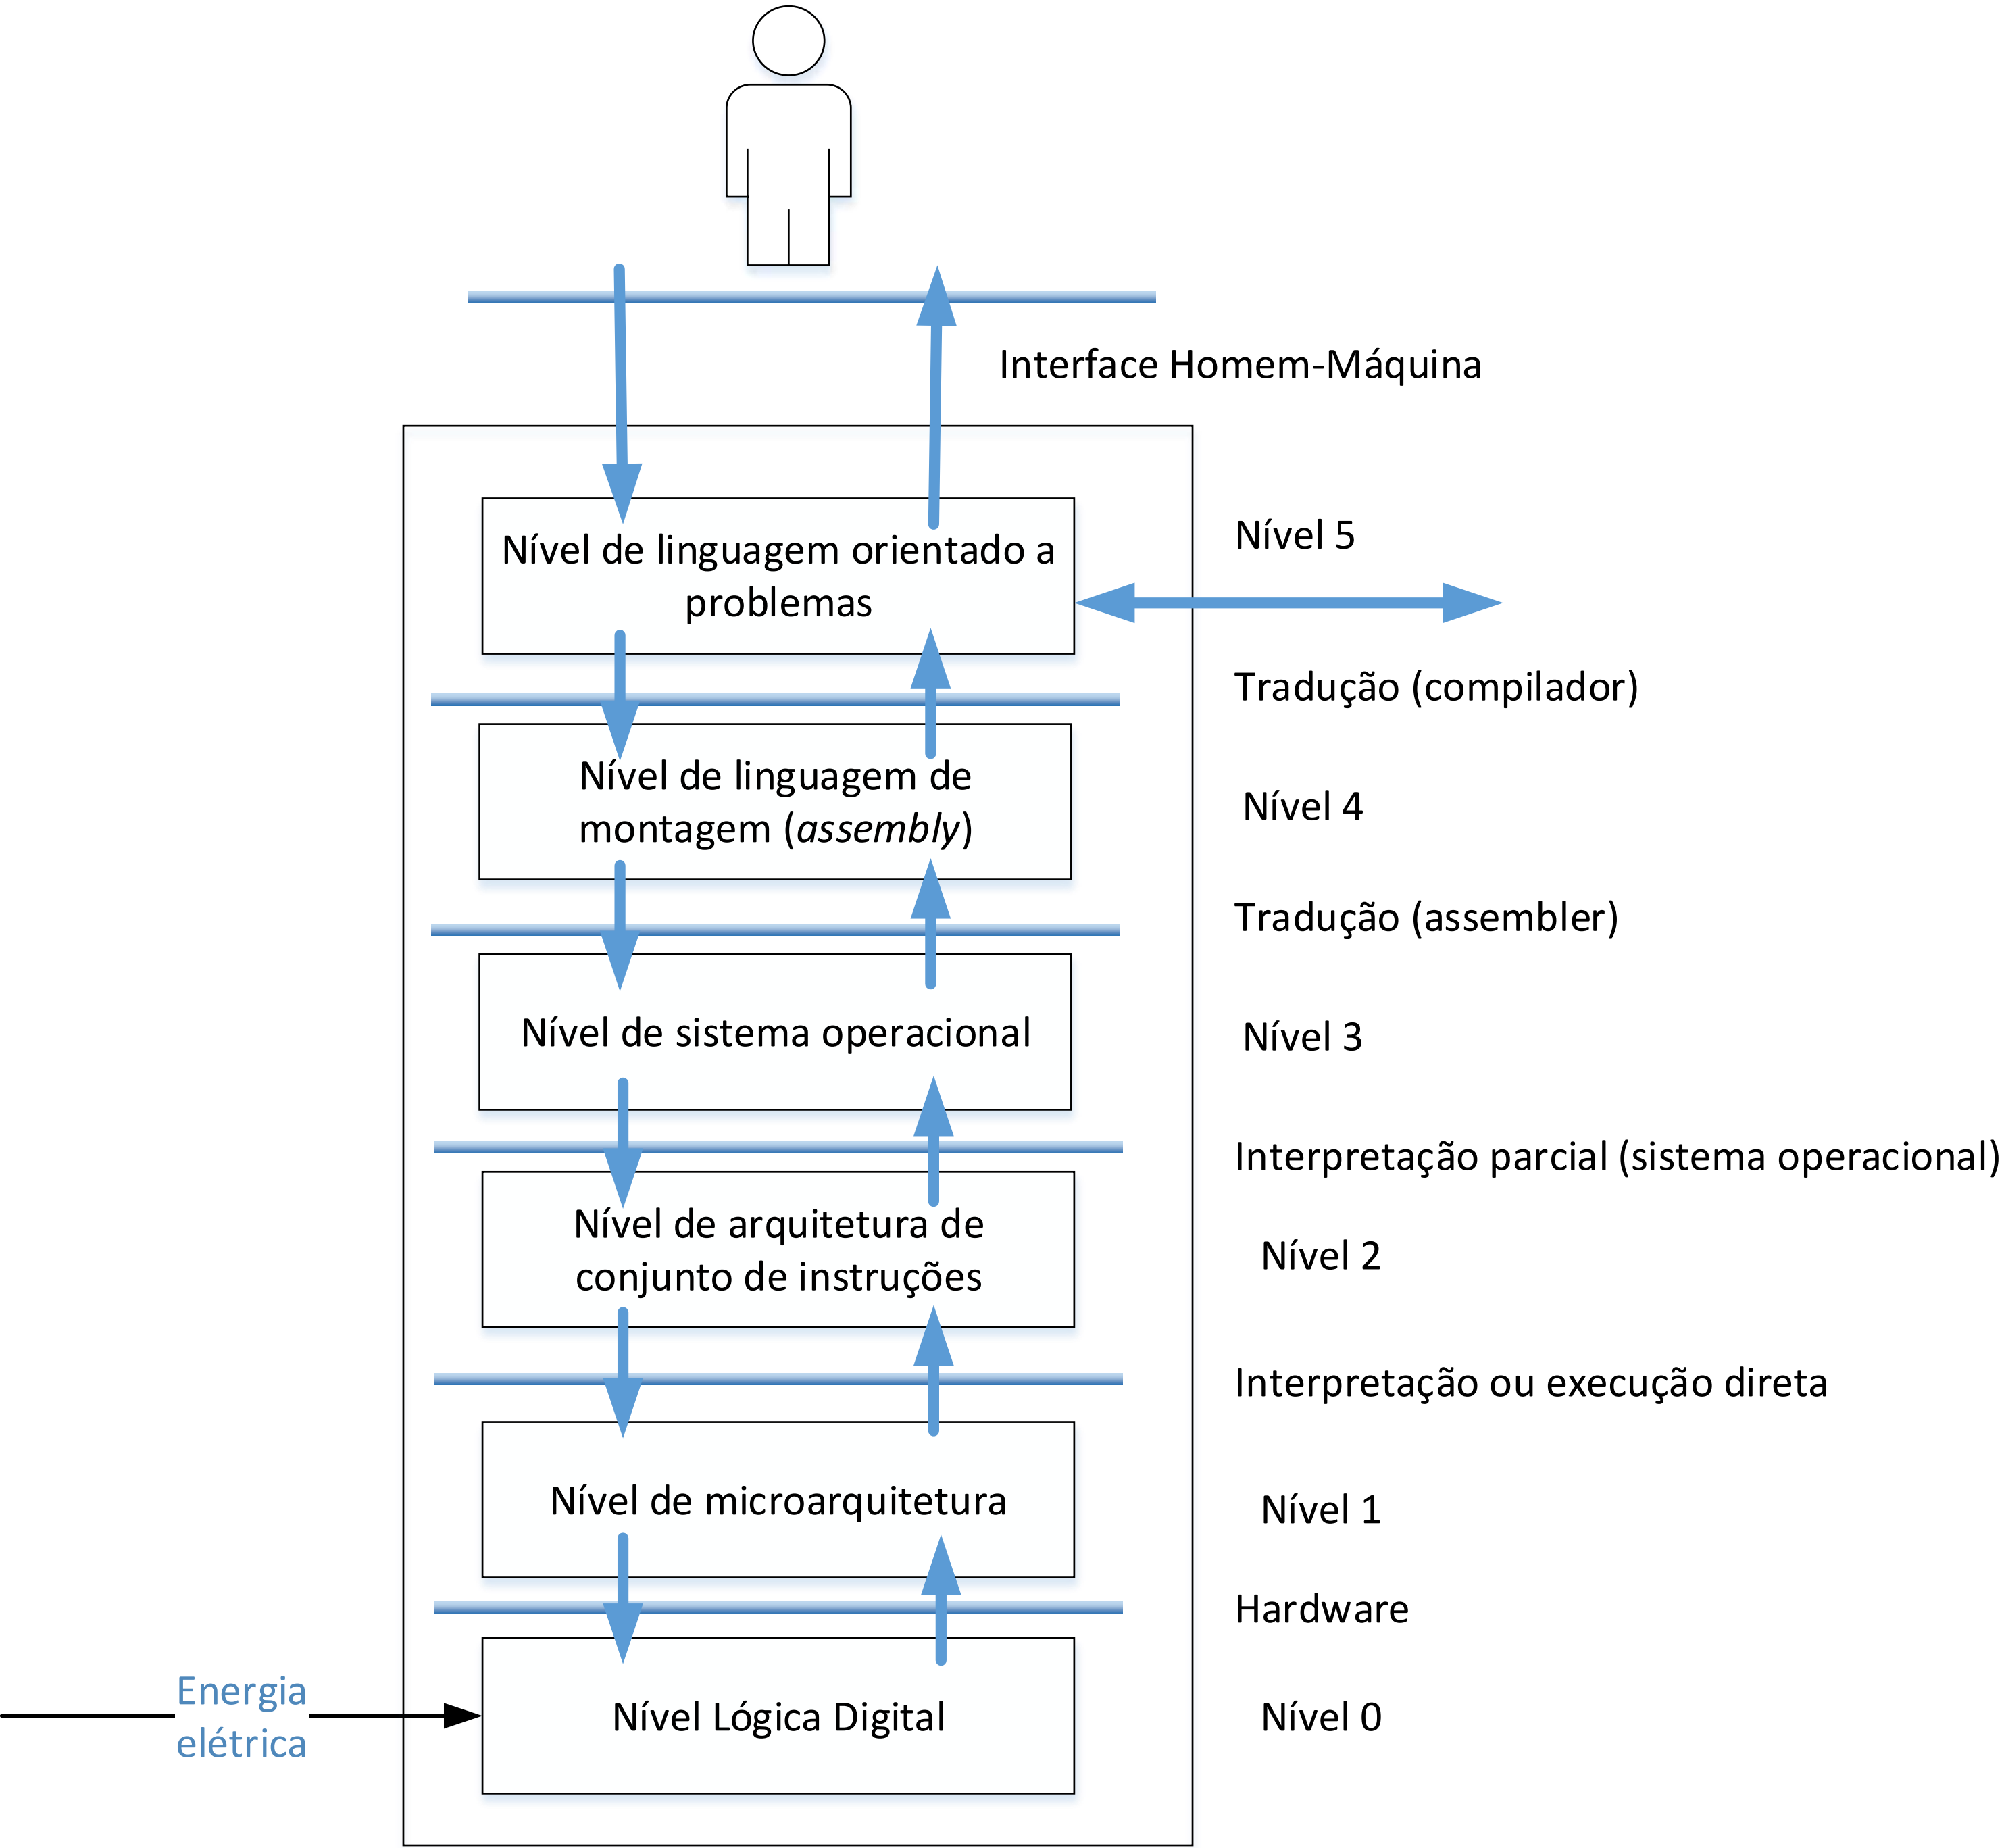 Interface Homem-Máquina
Nível de linguagem orientado a
problemas
Nível 5
Tradução (compilador)
Nível de linguagem de
montagem (assembly)
Nível 4
Tradução (assembler)
Nível de sistema operacional
Nível 3
Interpretação parcial (sistema operacional)
Nível de arquitetura de
conjunto de instruções
Nível 2
Interpretação ou execução direta
Nível de microarquitetura
Nível 1
Hardware
Energia
elétrica
Nível Lógica Digital
Nível 0